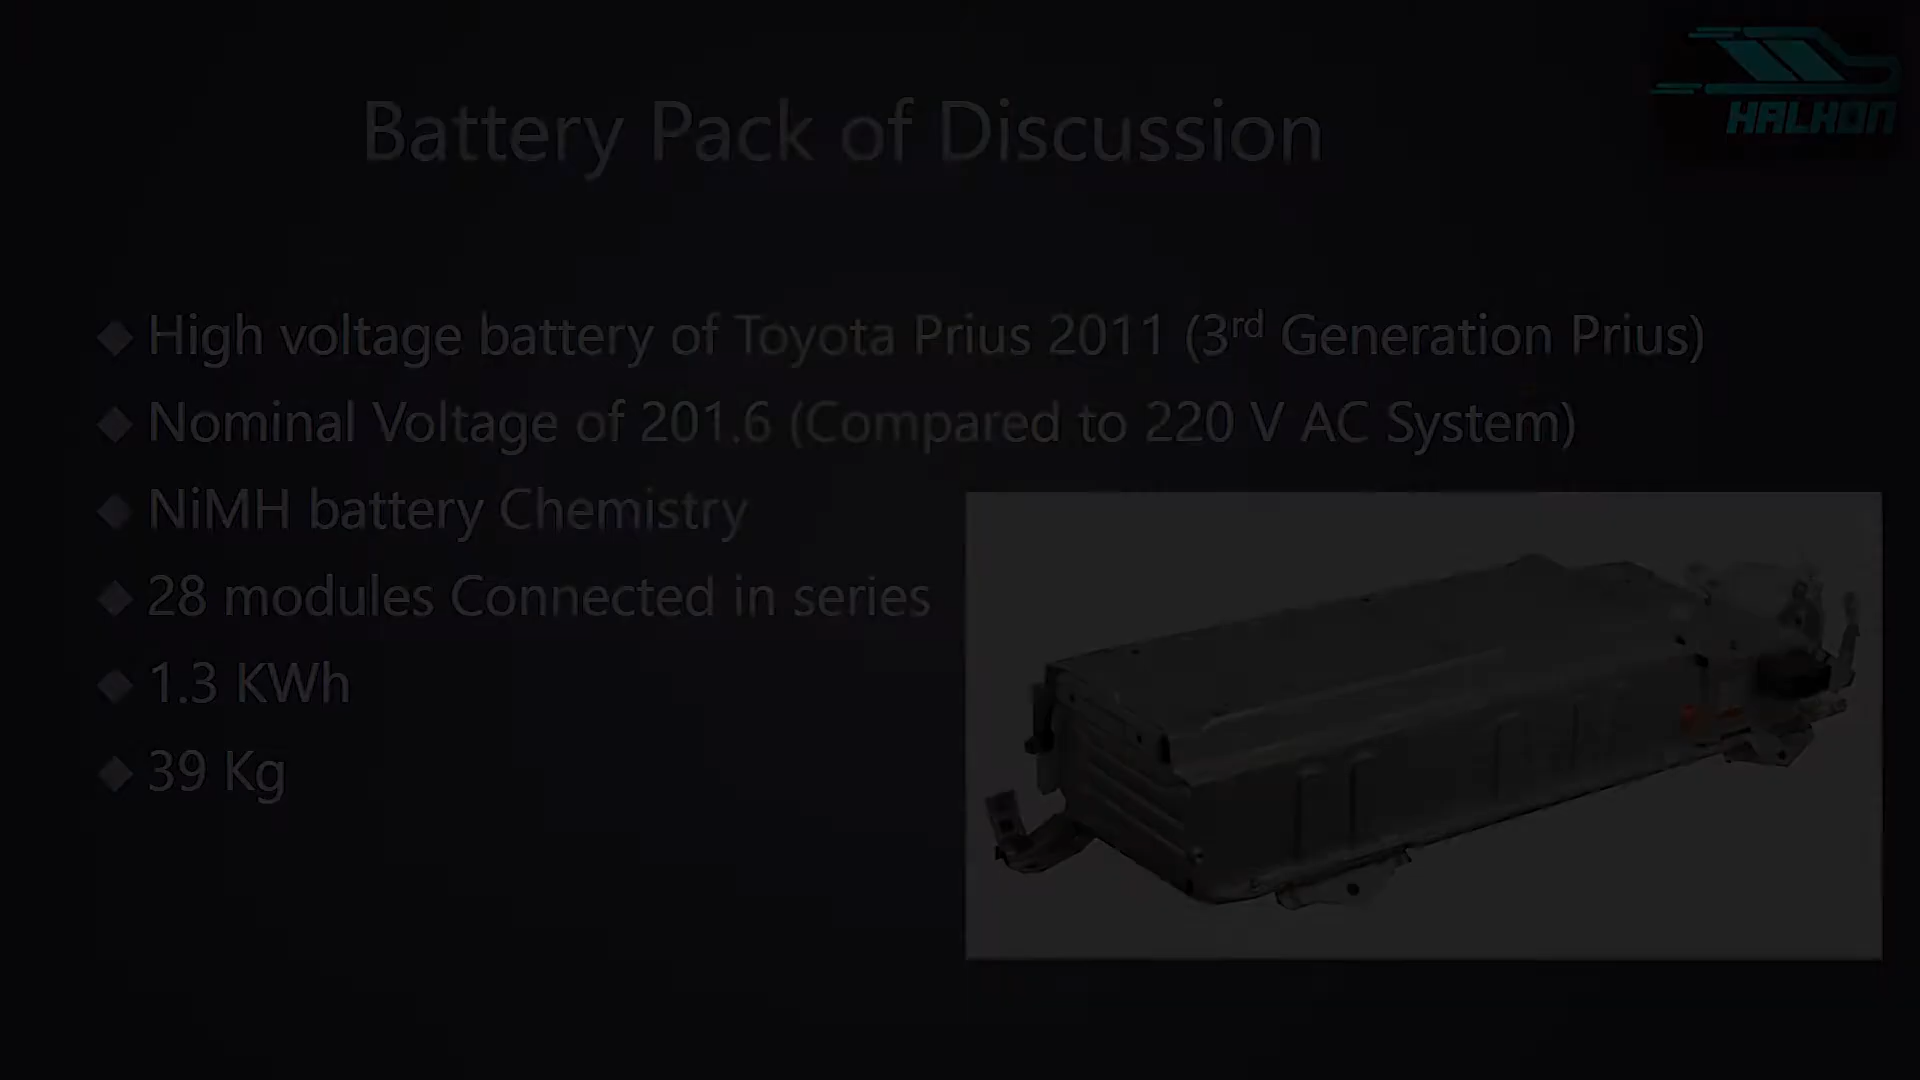 HALKON
Battery Pack of Discussion
◆ High voltage battery of Toyota Prius 2011 (3rd Generation Prius)
◆ Nominal Voltage of 201.6 (Compared to 220 V AC System)
◆ NiMH battery Chemistry
◆ 28 modules Connected in series
◆ 1.3 KWh
◆ 39 Kg